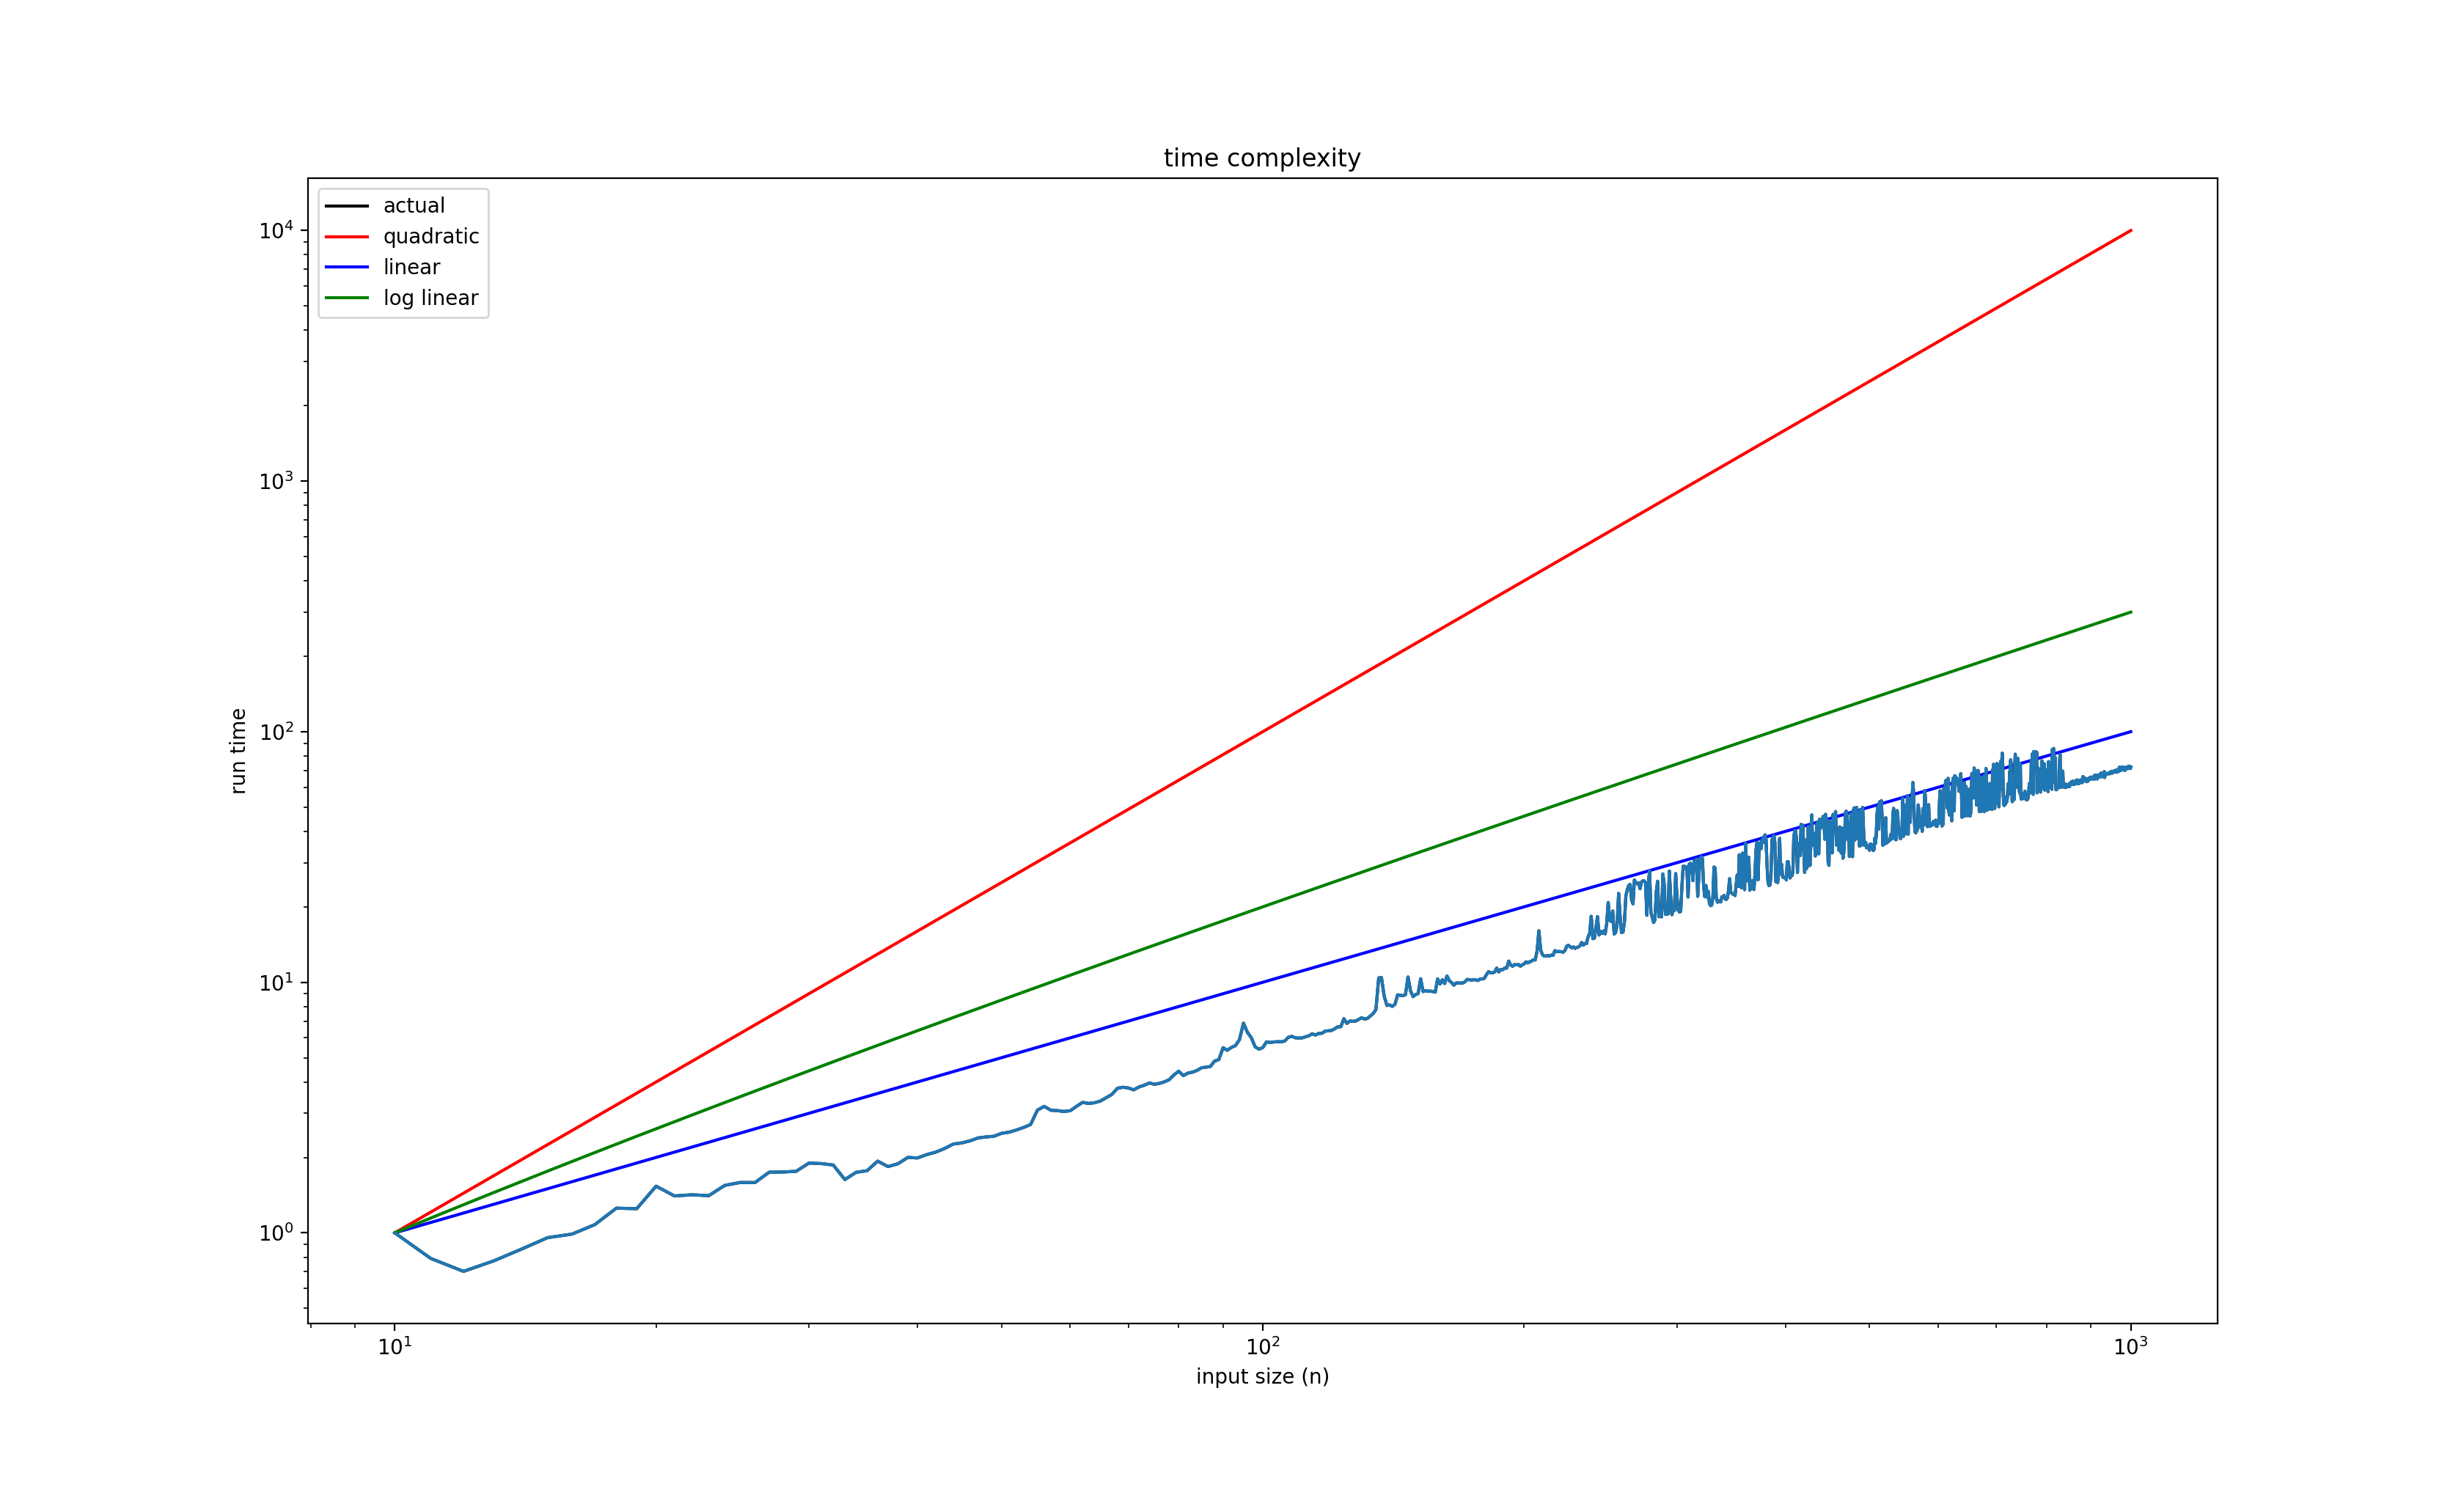 time complexity
actual
quadratic
linear
log linear
10⁴
10³
10²
10¹
10⁰
run time
10¹
10²
10³
input size (n)